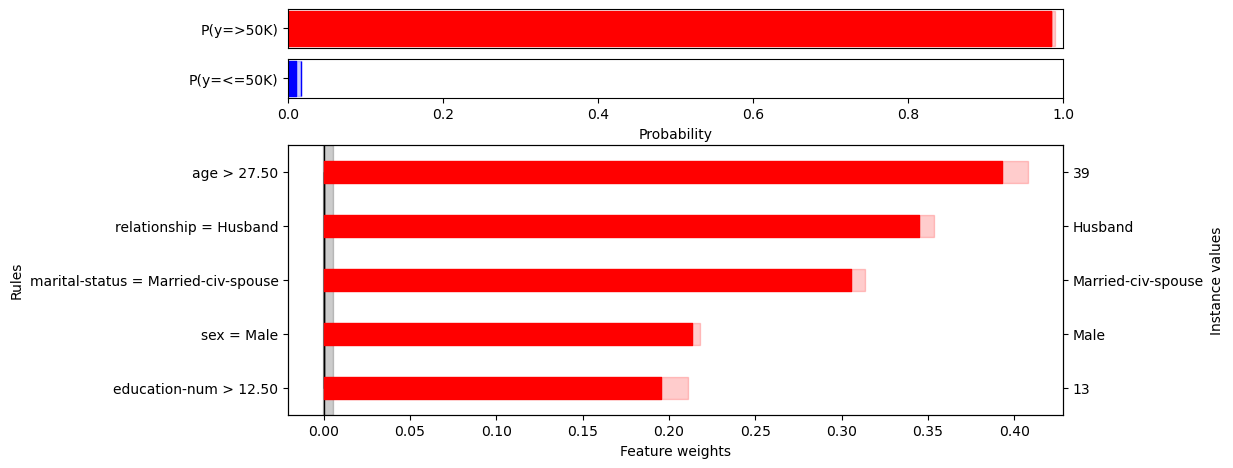 P(y=>50K)
P(y=<=50K)
0.0 0.2 0.4 0.6 0.8 1.0
Probability
Rules
age > 27.50 39
relationship = Husband Husband
marital-status = Married-civ-spouse Married-civ-spouse
sex = Male Male
education-num > 12.50 13
Instance values
0.00 0.05 0.10 0.15 0.20 0.25 0.30 0.35 0.40
Feature weights